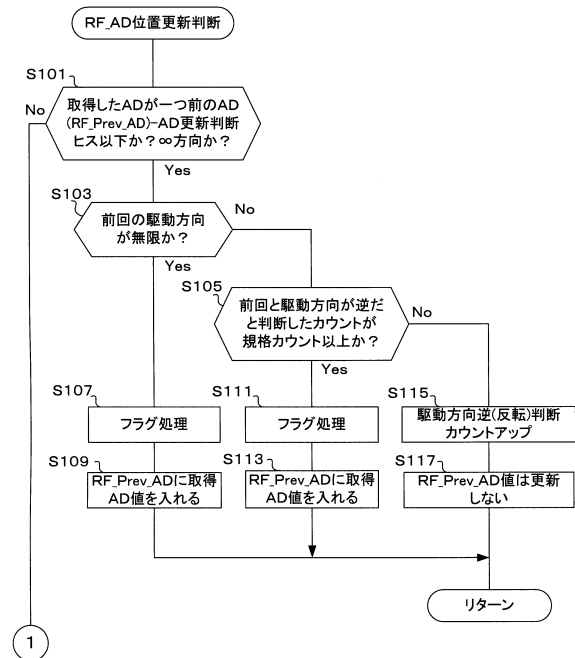 RF_AD位置更新判断
S101
No
取得したADが一つ前のAD
(RF_Prev_AD)-AD更新判断
ヒス以下か?∞方向か?
Yes
S103
No
前回の駆動方向
が無限か?
Yes
S105
前回と駆動方向が逆だ
と判断したカウントが
規格カウント以上か?
No
Yes
S107
フラグ処理
S111
フラグ処理
S115
駆動方向逆(反転)判断
カウントアップ
S109
RF_Prev_ADに取得
AD値を入れる
S113
RF_Prev_ADに取得
AD値を入れる
S117
RF_Prev_AD値は更新
しない
リターン
1